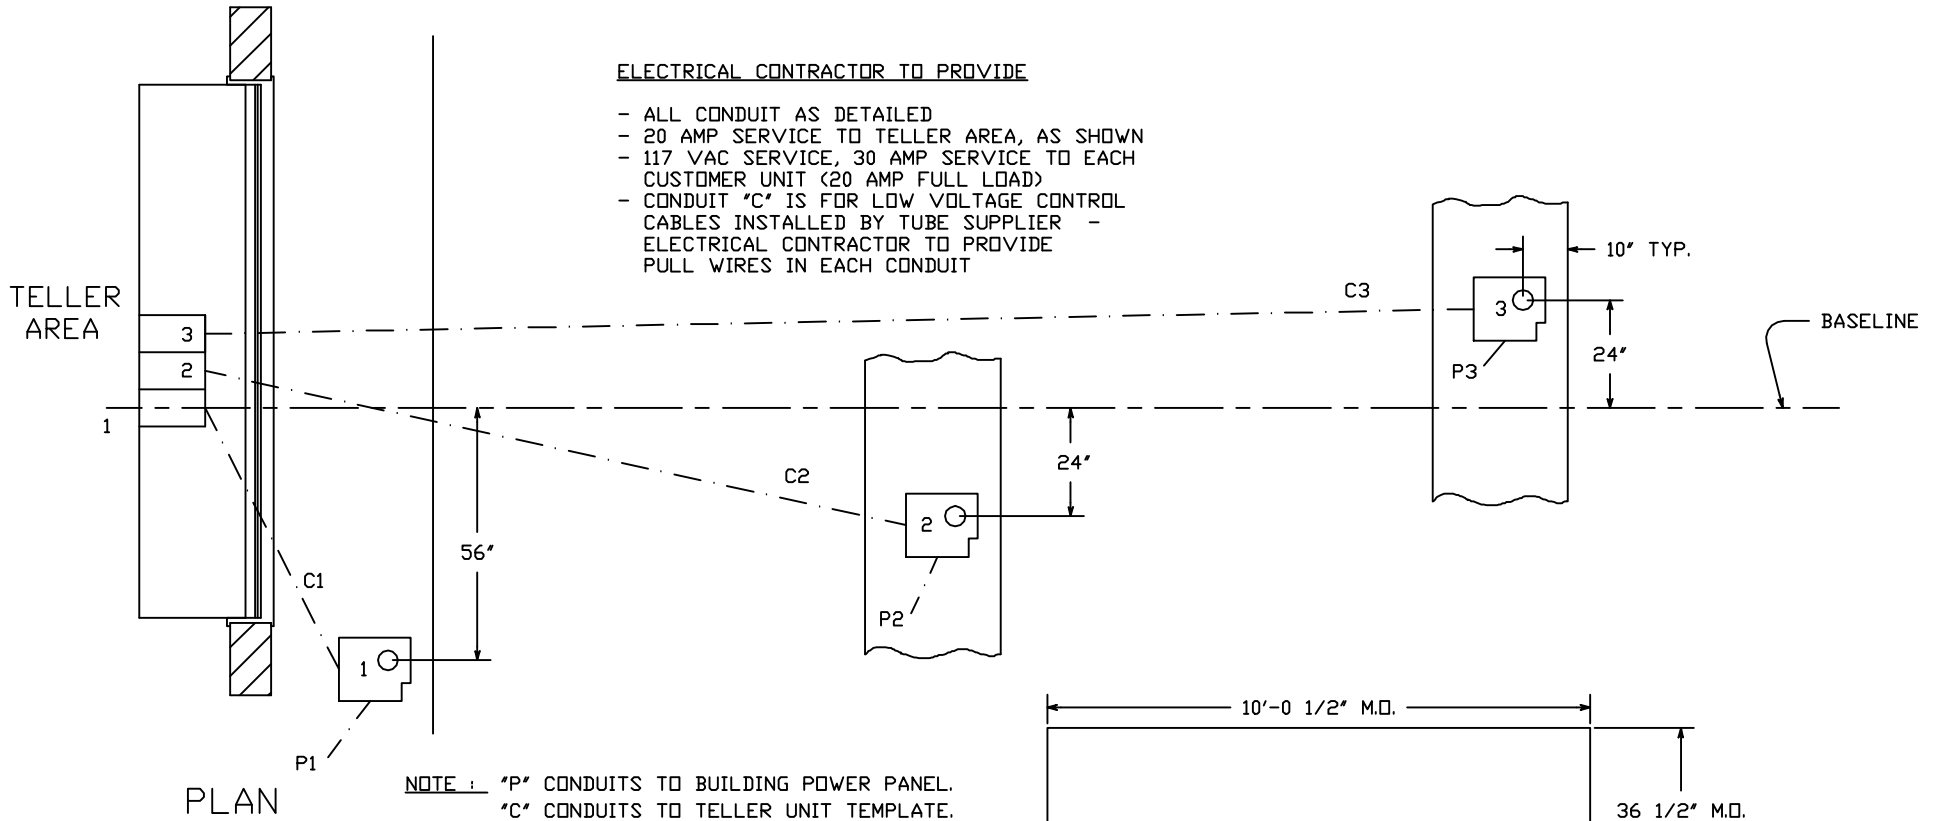 ELECTRICAL CONTRACTOR TO PROVIDE
- ALL CONDUIT AS DETAILED
- 20 AMP SERVICE TO TELLER AREA, AS SHOWN
- 117 VAC SERVICE, 30 AMP SERVICE TO EACH
CUSTOMER UNIT (20 AMP FULL LOAD)
- CONDUIT "C" IS FOR LOW VOLTAGE CONTROL
CABLES INSTALLED BY TUBE SUPPLIER -
ELECTRICAL CONTRACTOR TO PROVIDE
PULL WIRES IN EACH CONDUIT
10" TYP.
TELLER
AREA
C3
3
BASELINE
3
24"
2
P3
1
24"
C2
2
56"
C1
P2
1
10'-0 1/2" M.O.
P1
NOTE : "P" CONDUITS TO BUILDING POWER PANEL.
"C" CONDUITS TO TELLER UNIT TEMPLATE.
PLAN
36 1/2" M.O.